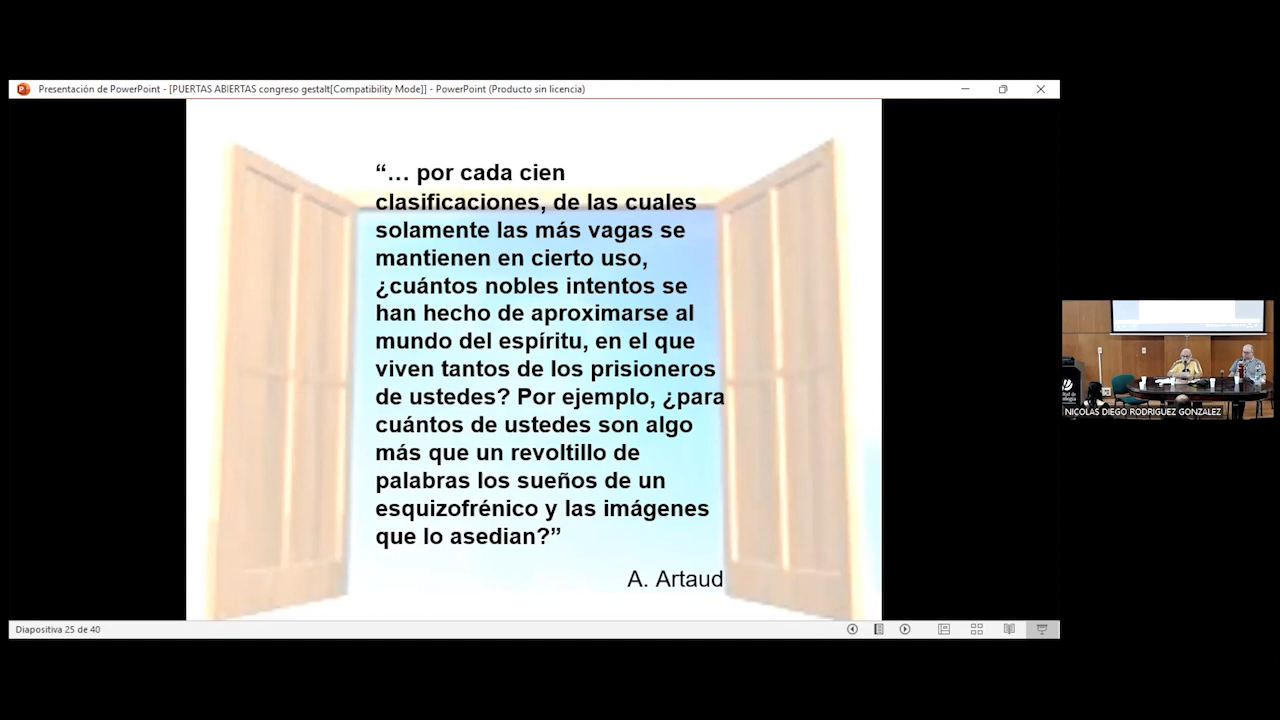 Presentación de PowerPoint - [PUERTAS ABIERTAS congreso gestalt[Compatibility Mode]] - PowerPoint (Producto sin licencia)
“… por cada cien
clasificaciones, de las cuales
solamente las más vagas se
mantienen en cierto uso,
¿cuántos nobles intentos se
han hecho de aproximarse al
mundo del espíritu, en el que
viven tantos de los prisioneros
de ustedes? Por ejemplo, ¿para
cuántos de ustedes son algo
más que un revoltillo de
palabras los sueños de un
esquizofrénico y las imágenes
que lo asedian?”
A. Artaud
Diapositiva 25 de 40
NICOLAS DIEGO RODRIGUEZ GONZALEZ